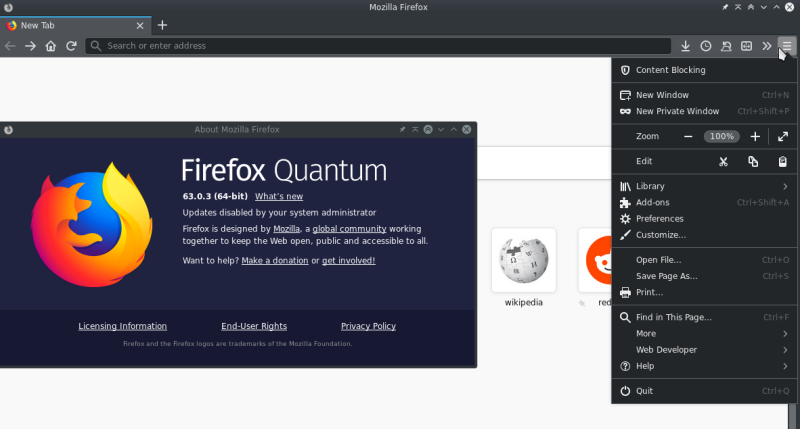 Mozilla Firefox
New Tab
Search or enter address
Content Blocking
New Window Ctrl+N
New Private Window Ctrl+Shift+P
Zoom 100%
Edit
Library
Add-ons Ctrl+Shift+A
Preferences
Customize...
Open File... Ctrl+O
Save Page As... Ctrl+S
Print...
Find in This Page... Ctrl+F
More
Web Developer
Help
Quit Ctrl+Q
About Mozilla Firefox
Firefox Quantum
63.0.3 (64-bit) What's new
Updates disabled by your system administrator
Firefox is designed by Mozilla, a global community working
together to keep the Web open, public and accessible to all.
Want to help? Make a donation or get involved!
Licensing Information End-User Rights Privacy Policy
Firefox and the Firefox logos are trademarks of the Mozilla Foundation.
wikipedia
red